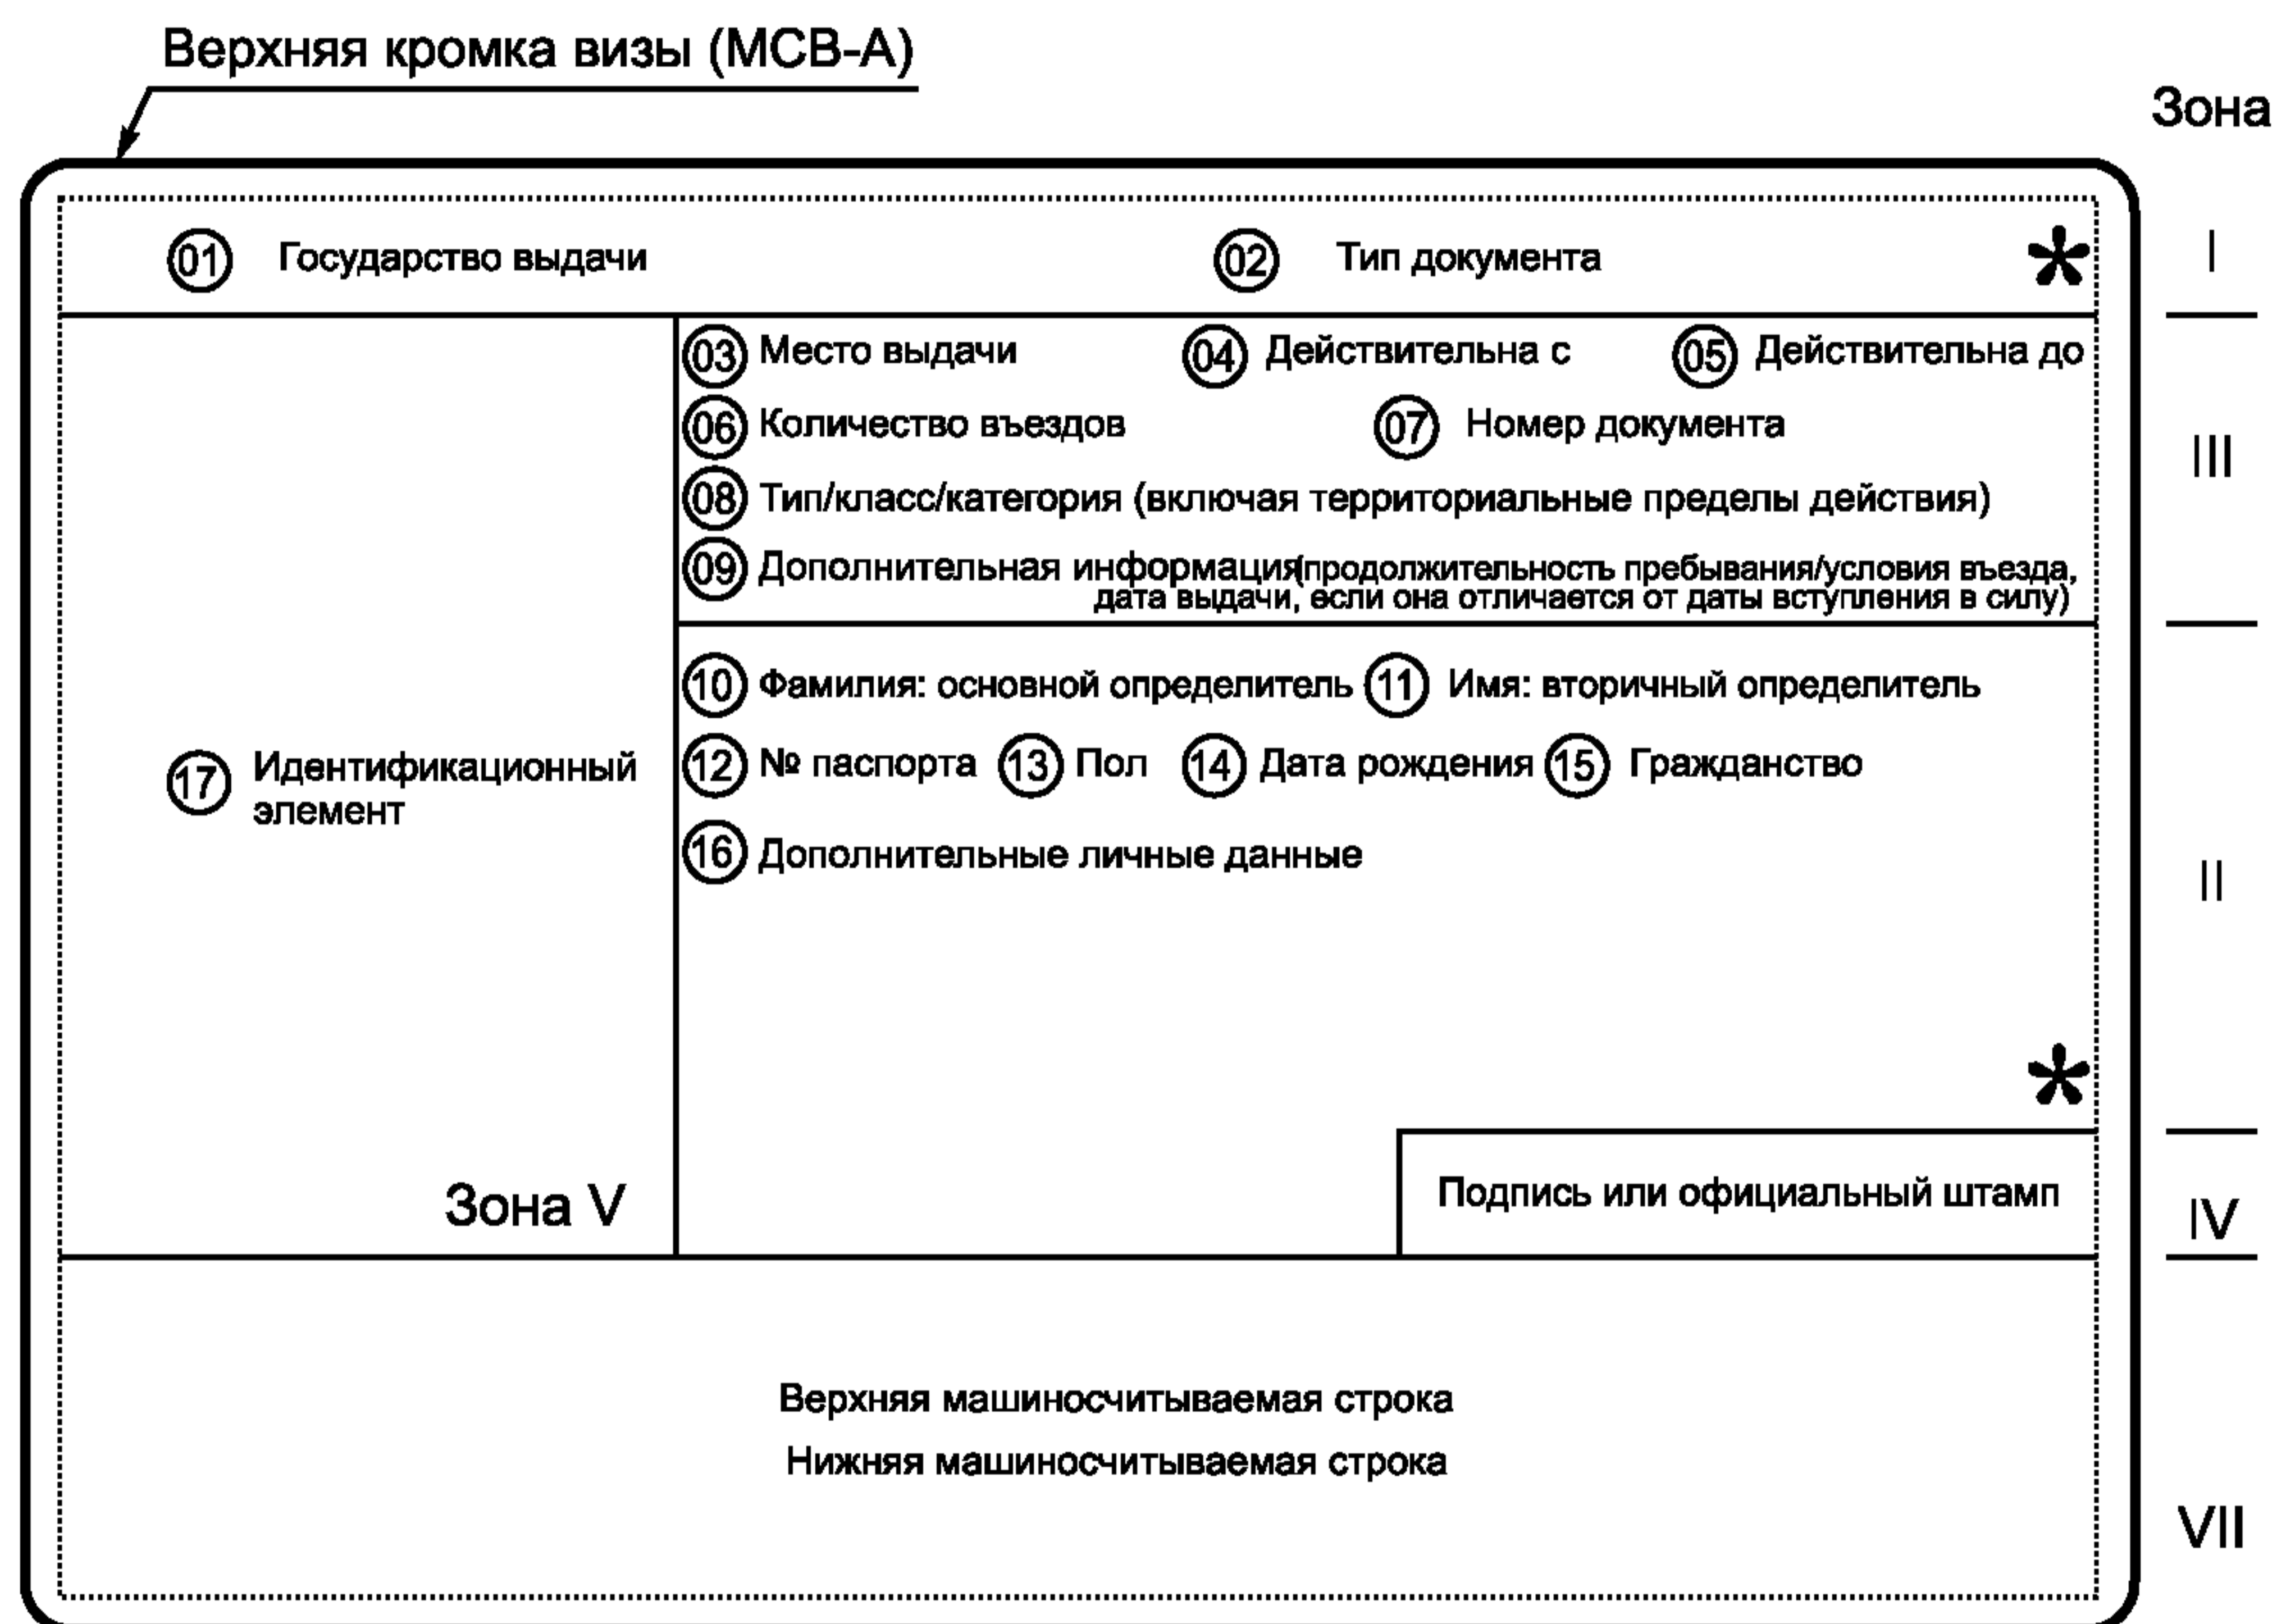 Верхняя кромка визы (МСВ-А)
Зона
01 Государство выдачи 02 Тип документа *
I
03 Место выдачи 04 Действительна с 05 Действительна до
06 Количество въездов 07 Номер документа
III
08 Тип/класс/категория (включая территориальные пределы действия)
09 Дополнительная информация(продолжительность пребывания/условия въезда,
дата выдачи, если она отличается от даты вступления в силу)
10 Фамилия: основной определитель 11 Имя: вторичный определитель
12 № паспорта 13 Пол 14 Дата рождения 15 Гражданство
17 Идентификационный
элемент
16 Дополнительные личные данные
II
*
Подпись или официальный штамп
Зона V
IV
Верхняя машиносчитываемая строка
Нижняя машиносчитываемая строка
VII